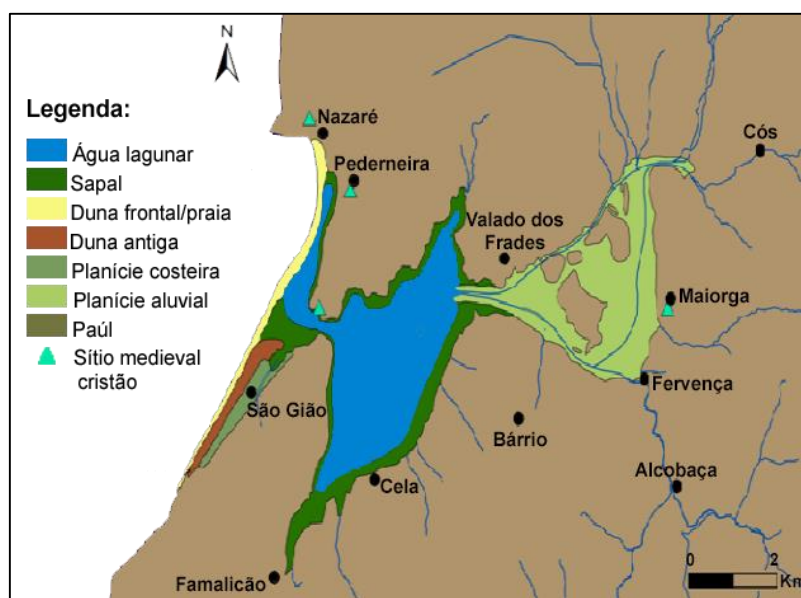 N
Legenda:
Água lagunar
Sapal
Duna frontal/praia
Duna antiga
Planície costeira
Planície aluvial
Paúl
Sítio medieval
cristão
Nazaré
Pederneira
Cós
Valado dos
Frades
Maiorga
Fervença
São Gião
Bárrio
Alcobaça
Cela
Famalicão
0 2
Km